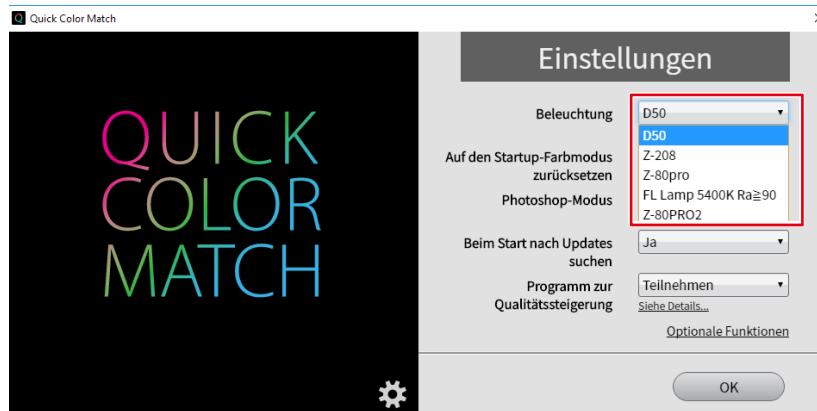 Quick Color Match
QUICK
COLOR
MATCH
Einstellungen
Beleuchtung
D50
D50
Z-208
Z-80pro
FL Lamp 5400K Ra≧90
Z-80PRO2
Auf den Startup-Farbmodus
zurücksetzen
Photoshop-Modus
Beim Start nach Updates
suchen
Ja
Programm zur
Qualitätssteigerung
Teilnehmen
Siehe Details...
Optionale Funktionen
OK